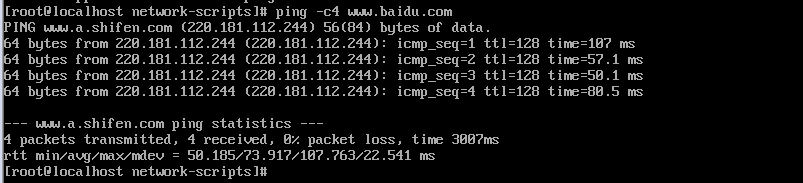 [root@localhost network-scripts]# ping -c4 www.baidu.com
PING www.a.shifen.com (220.181.112.244) 56(84) bytes of data.
64 bytes from 220.181.112.244 (220.181.112.244): icmp_seq=1 ttl=128 time=107 ms
64 bytes from 220.181.112.244 (220.181.112.244): icmp_seq=2 ttl=128 time=57.1 ms
64 bytes from 220.181.112.244 (220.181.112.244): icmp_seq=3 ttl=128 time=50.1 ms
64 bytes from 220.181.112.244 (220.181.112.244): icmp_seq=4 ttl=128 time=80.5 ms
--- www.a.shifen.com ping statistics ---
4 packets transmitted, 4 received, 0% packet loss, time 3007ms
rtt min/avg/max/mdev = 50.185/73.917/107.763/22.541 ms
[root@localhost network-scripts]#